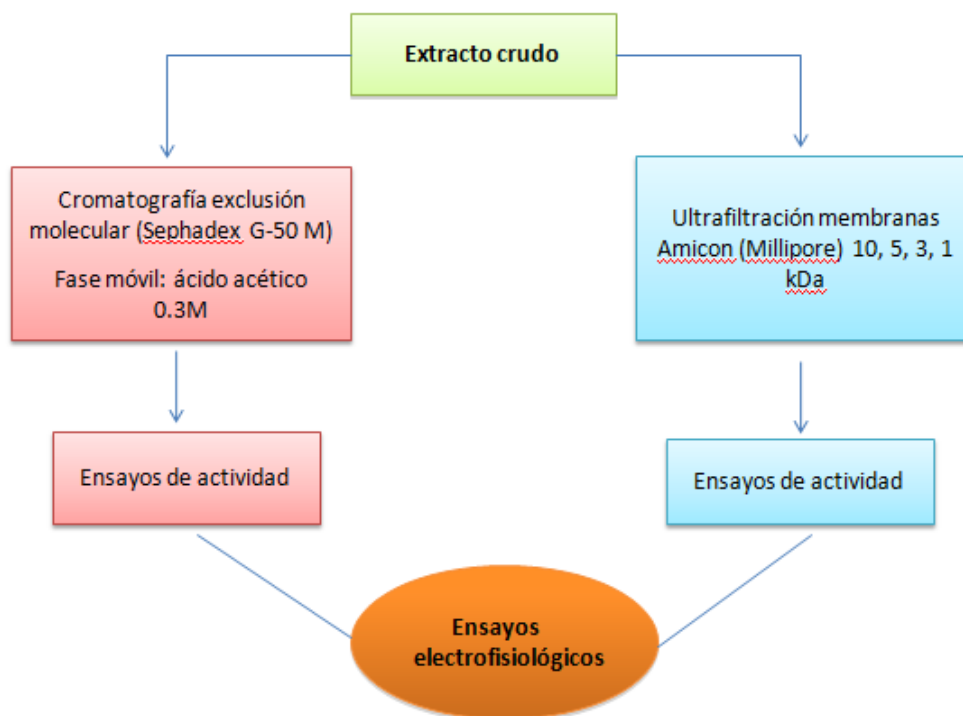 Extracto crudo
Cromatografía exclusión
molecular (Sephadex G-50 M)
Fase móvil: ácido acético
0.3M
Ultrafiltración membranas
Amicon (Millipore) 10, 5, 3, 1
kDa
Ensayos de actividad
Ensayos de actividad
Ensayos
electrofisiológicos